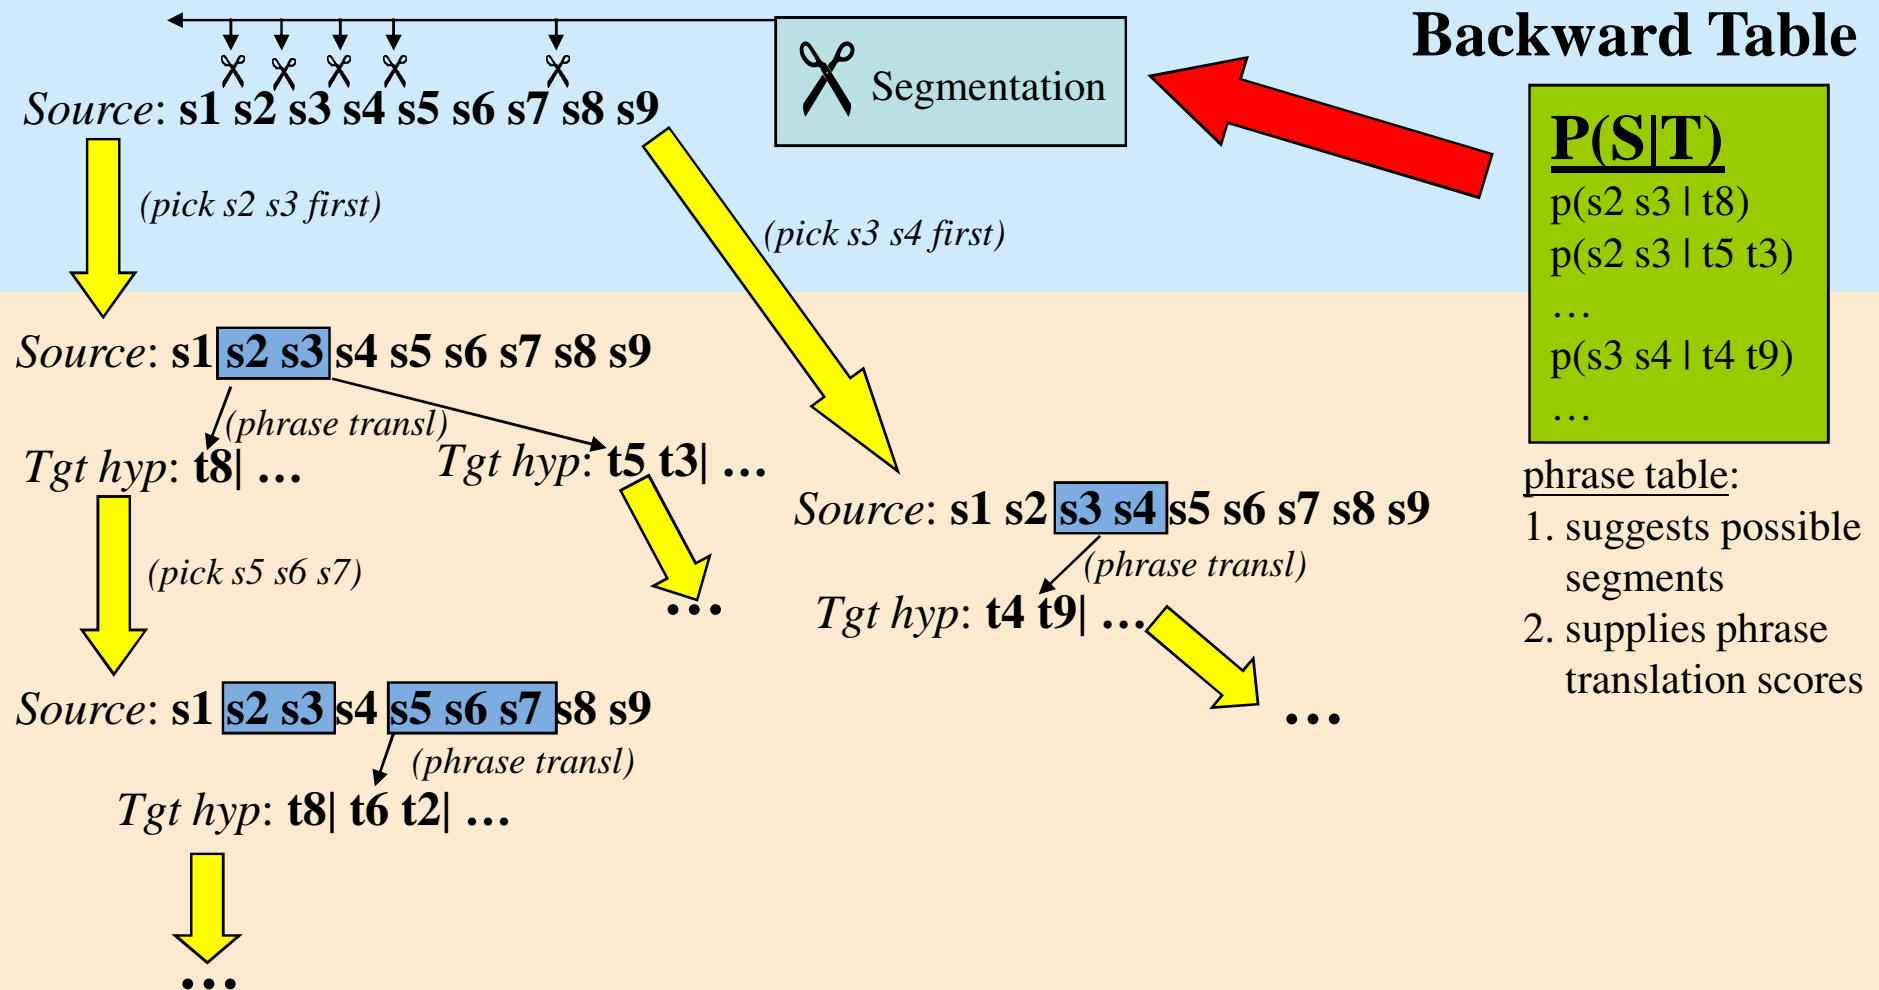 Backward Table
Segmentation
Source: s1 s2 s3 s4 s5 s6 s7 s8 s9
P(S|T)
p(s2 s3 | t8)
p(s2 s3 | t5 t3)
…
p(s3 s4 | t4 t9)
…
(pick s2 s3 first)
(pick s3 s4 first)
Source: s1 s2 s3 s4 s5 s6 s7 s8 s9
(phrase transl)
Tgt hyp: t8| …
Tgt hyp: t5 t3| …
…
phrase table:
1. suggests possible
segments
2. supplies phrase
translation scores
Source: s1 s2 s3 s4 s5 s6 s7 s8 s9
(phrase transl)
Tgt hyp: t4 t9| …
…
(pick s5 s6 s7)
Source: s1 s2 s3 s4 s5 s6 s7 s8 s9
(phrase transl)
Tgt hyp: t8| t6 t2| …
…